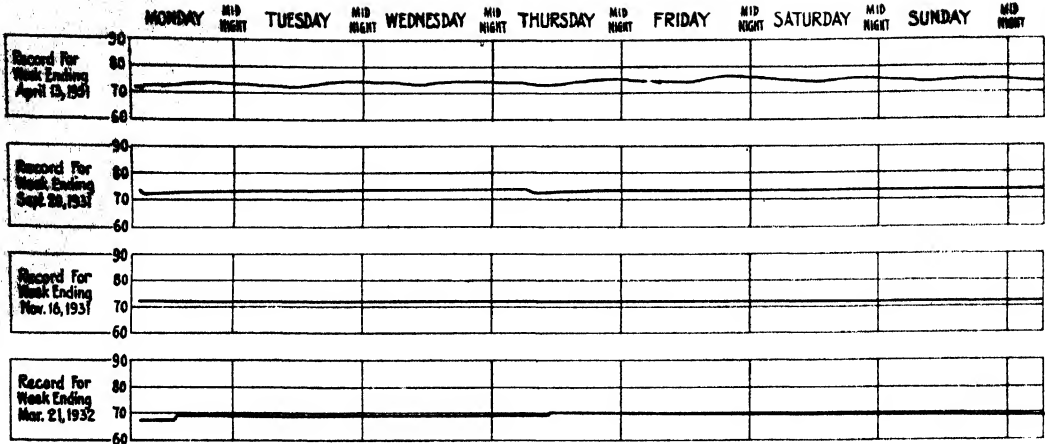 MONDAY MID NIGHT TUESDAY MID NIGHT WEDNESDAY MID NIGHT THURSDAY MID NIGHT FRIDAY MID NIGHT SATURDAY MID NIGHT SUNDAY MID NIGHT
90
80
70
60
Record For
Week Ending
April 13, 1931
90
80
70
60
Record For
Week Ending
Sept. 28, 1931
90
80
70
60
Record For
Week Ending
Nov. 16, 1931
90
80
70
60
Record For
Week Ending
Mar. 21, 1932